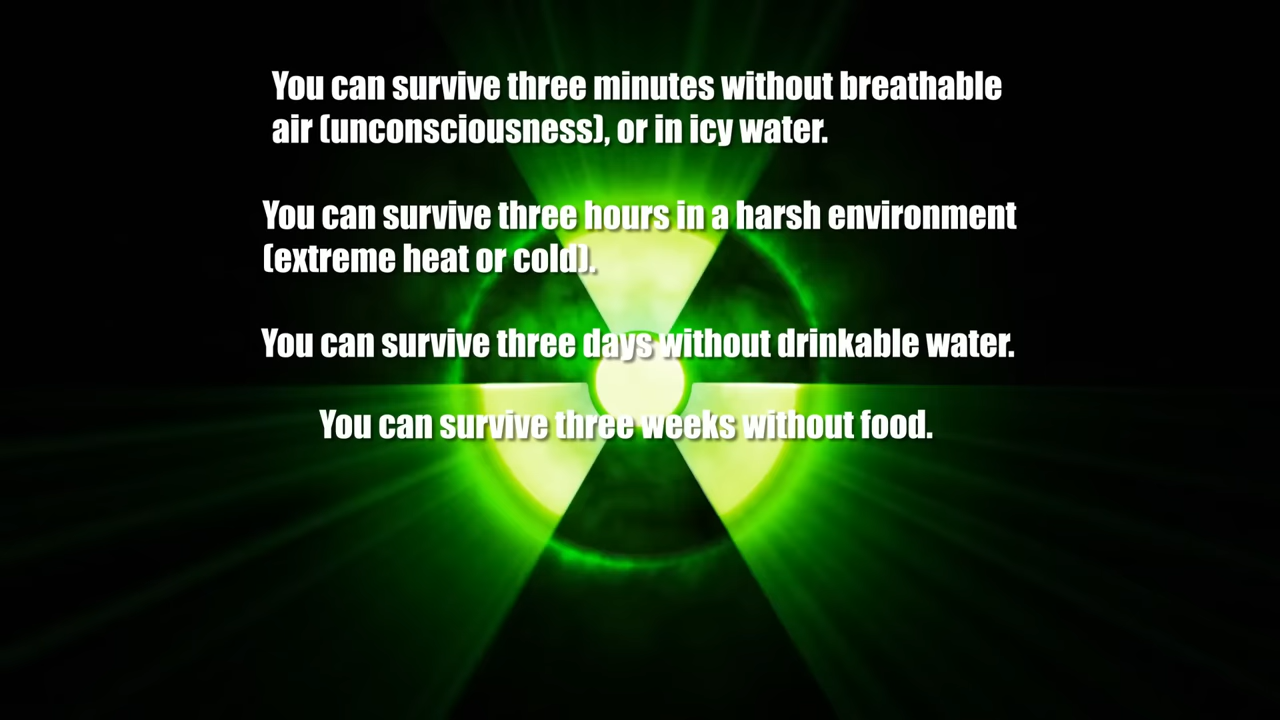 You can survive three minutes without breathable
air (unconsciousness), or in icy water.
You can survive three hours in a harsh environment
(extreme heat or cold).
You can survive three days without drinkable water.
You can survive three weeks without food.